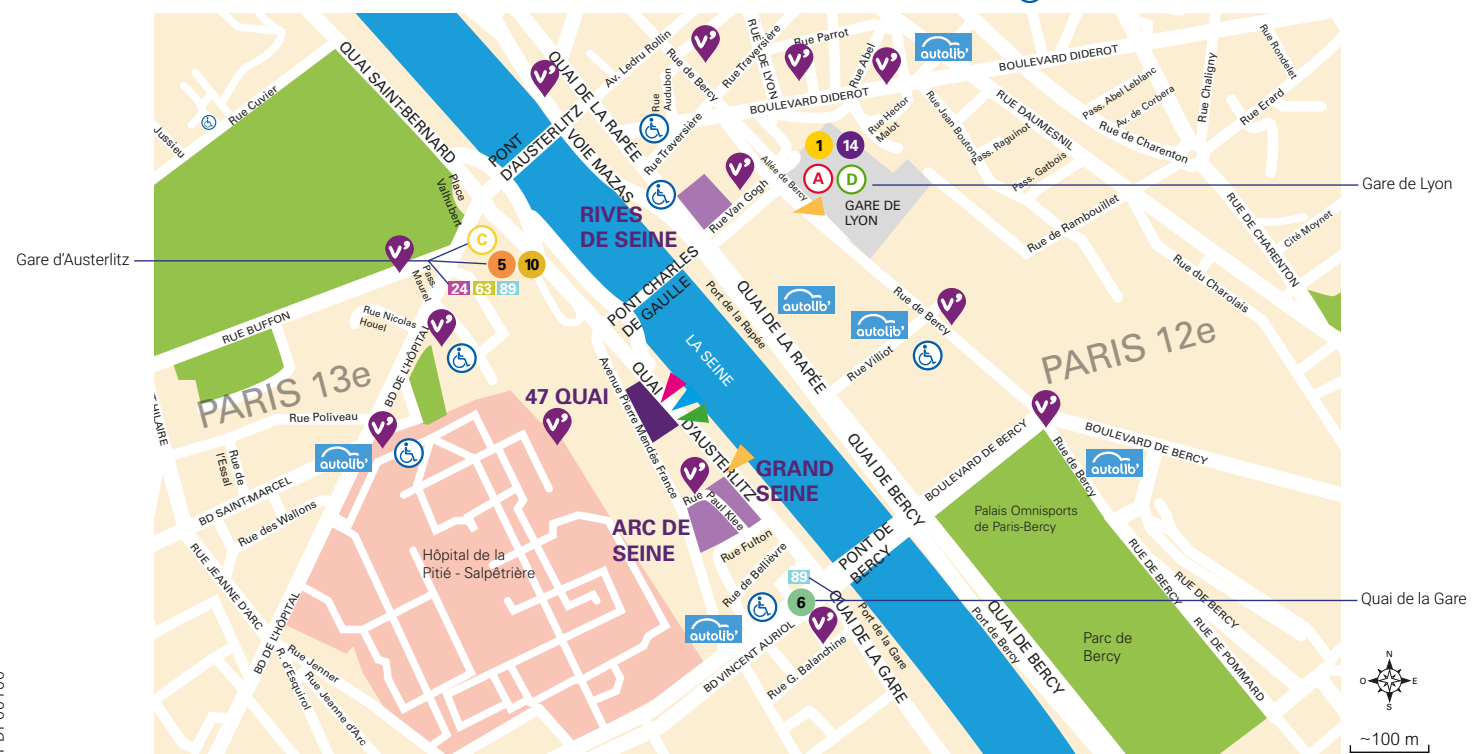 QUAI SAINT-BERNARD
Rue Cuvier
Jussieu
PONT
D'AUSTERLITZ
VOIE MAZAS
QUAI DE LA RAPÉE
Av. Ledru Rollin
Rue de Bercy
Rue Traversière
RUE DE LYON
Rue Parrot
Rue Abel
autolib'
BOULEVARD DIDEROT
BOULEVARD DIDEROT
Rue
Audubon
Rue Traversière
Rue Hector
Malot
Rue Jean Bouton
Pass. Raguinot
Pass. Gatbois
RUE DAUMESNIL
Pass. Abel Leblanc
Av. de Corbera
Rue de Charenton
Rue Chaligny
Rue Erard
Rue Rondelet
Place
Valhubert
RIVES
DE SEINE
Rue Van Gogh
Allée de Bercy
1
14
A
D
GARE DE
LYON
Gare de Lyon
Rue de Rambouillet
RUE DE CHARENTON
Cité Moynet
Rue du Charolais
Gare d'Austerlitz
C
5
10
24
63
89
Pass.
Maurel
RUE BUFFON
Rue Nicolas
Houel
BD DE L'HÔPITAL
PONT CHARLES
DE GAULLE
Port de la Rapée
QUAI DE LA RAPÉE
autolib'
autolib'
Rue de Bercy
Rue Villiot
PARIS 12e
PARIS 13e
LA SEINE
Rue Poliveau
T HILAIRE
47 QUAI
Avenue Pierre Mendès France
QUAI
D'AUSTERLITZ
autolib'
Rue de
l'Essai
BD SAINT-MARCEL
Rue des Wallons
Hôpital de la
Pitié - Salpêtrière
GRAND
SEINE
ARC DE
SEINE
Rue
Paul Klee
Rue Fulton
Rue de Bellièvre
QUAI DE BERCY
BOULEVARD DE BERCY
BOULEVARD DE BERCY
Rue de Bercy
autolib'
Palais Omnisports
de Paris-Bercy
PONT DE
BERCY
89
6
Quai de la Gare
autolib'
RUE JEANNE D'ARC
BD DE L'HÔPITAL
Rue Jenner
R. d'Esquirol
Rue Jeanne d'Arc
BD VINCENT AURIOL
Rue G. Balanchine
QUAI DE LA GARE
Port de la Gare
Port de Bercy
QUAI DE BERCY
Parc de
Bercy
RUE DE BERCY
RUE DE BERCY
RUE DE POMMARD
N
O
E
S
~100 m